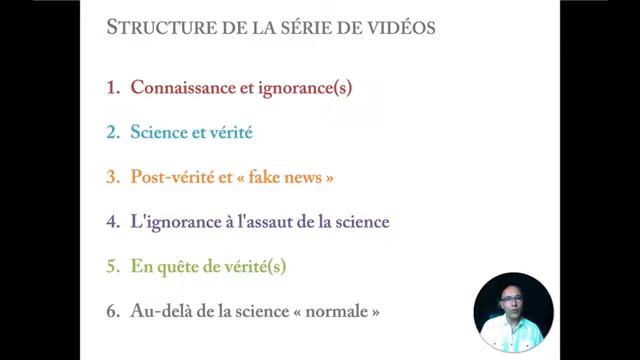 STRUCTURE DE LA SÉRIE DE VIDÉOS
1. Connaissance et ignorance(s)
2. Science et vérité
3. Post-vérité et « fake news »
4. L'ignorance à l'assaut de la science
5. En quête de vérité(s)
6. Au-delà de la science « normale »